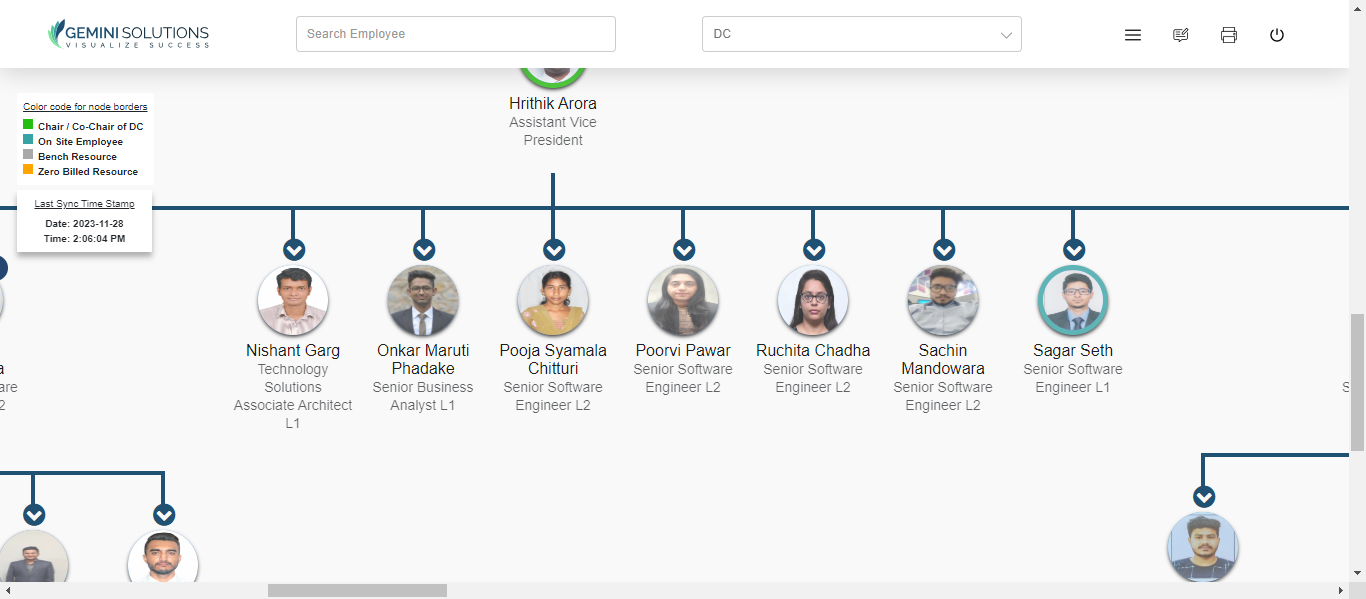 GEMINI SOLUTIONS
VISUALIZE SUCCESS
Search Employee
DC
Hrithik Arora
Assistant Vice
President
Color code for node borders
Chair / Co-Chair of DC
On Site Employee
Bench Resource
Zero Billed Resource
Last Sync Time Stamp
Date: 2023-11-28
Time: 2:06:04 PM
Nishant Garg
Technology
Solutions
Associate Architect
L1
Onkar Maruti
Phadake
Senior Business
Analyst L1
Pooja Syamala
Chitturi
Senior Software
Engineer L2
Poorvi Pawar
Senior Software
Engineer L2
Ruchita Chadha
Senior Software
Engineer L2
Sachin
Mandowara
Senior Software
Engineer L2
Sagar Seth
Senior Software
Engineer L1